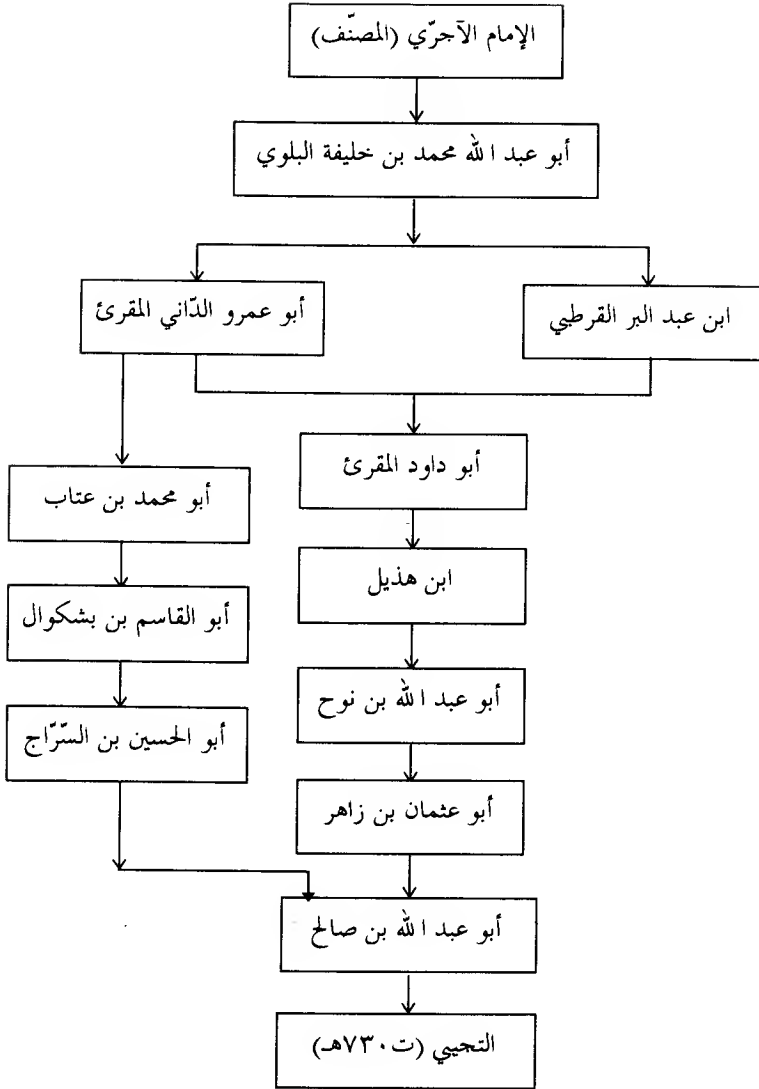 الإمام الآجرّي (المصنّف)
أبو عبد الله محمد بن خليفة البلوي
ابن عبد البر القرطبي
أبو عمرو الدّاني المقرئ
أبو داود المقرئ
أبو محمد بن عتاب
ابن هذيل
أبو القاسم بن بشكوال
أبو عبد الله بن نوح
أبو الحسين بن السّرّاج
أبو عثمان بن زاهر
أبو عبد الله بن صالح
التجيبي (ت٧٣٠هـ)